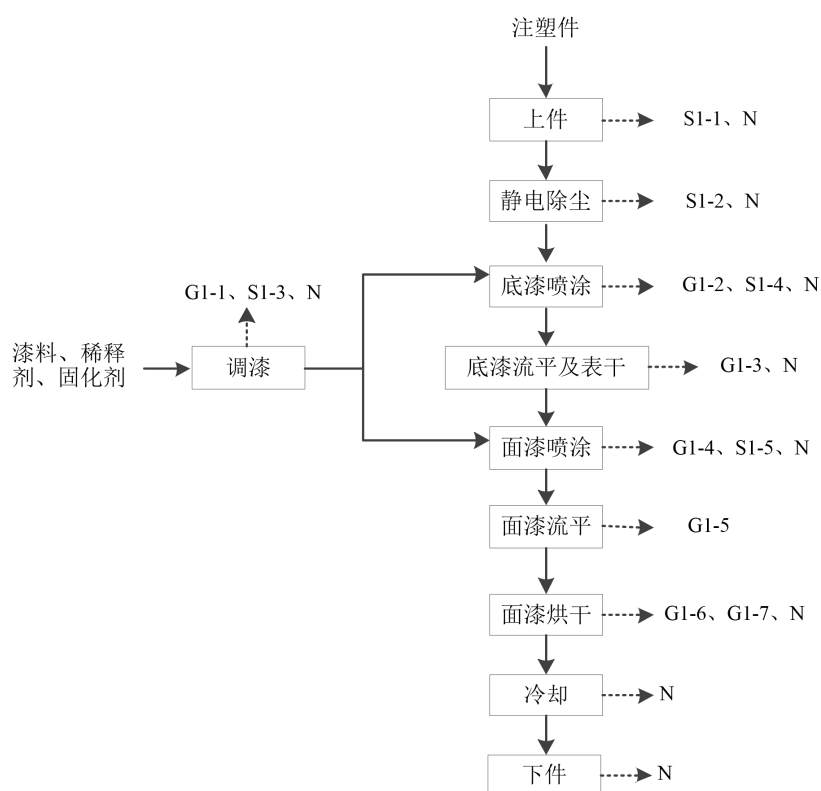 注塑件
上件
S1-1、N
静电除尘
S1-2、N
G1-1、S1-3、N
底漆喷涂
G1-2、S1-4、N
漆料、稀释
剂、固化剂
调漆
底漆流平及表干
G1-3、N
面漆喷涂
G1-4、S1-5、N
面漆流平
G1-5
面漆烘干
G1-6、G1-7、N
冷却
N
下件
N